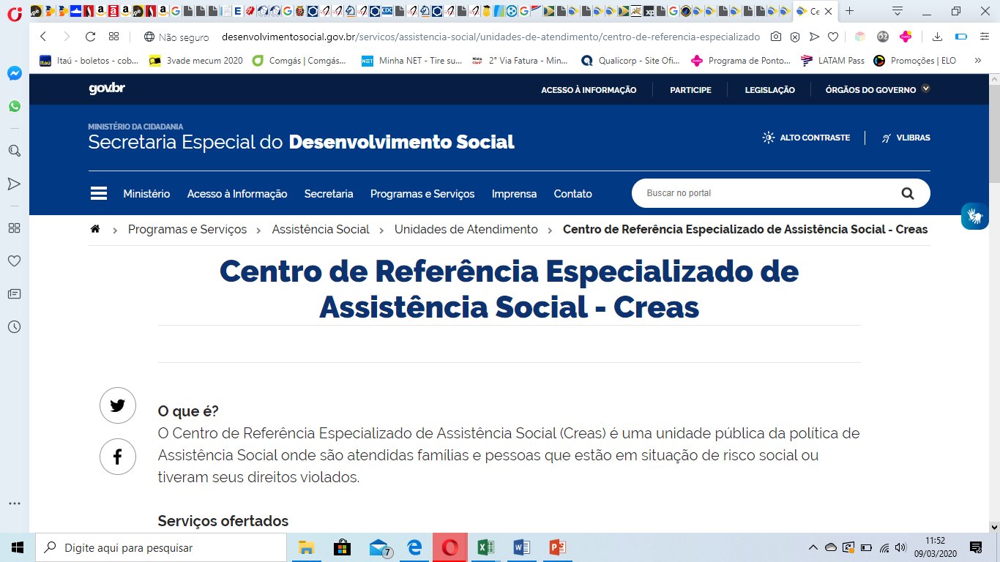 Ce
Não seguro
desenvolvimentosocial.gov.br/servicos/assistencia-social/unidades-de-atendimento/centro-de-referencia-especializado
Itaú - boletos - cob...
3vade mecum 2020
Comgás | Comgás...
Minha NET - Tire su...
2° Via Fatura - Min...
Qualicorp - Site Ofi...
Programa de Ponto...
LATAM Pass
Promoções | ELO
gov.br
ACESSO À INFORMAÇÃO
PARTICIPE
LEGISLAÇÃO
ÓRGÃOS DO GOVERNO
MINISTÉRIO DA CIDADANIA
Secretaria Especial do Desenvolvimento Social
ALTO CONTRASTE
VLIBRAS
Ministério
Acesso à Informação
Secretaria
Programas e Serviços
Imprensa
Contato
Buscar no portal
Programas e Serviços > Assistência Social > Unidades de Atendimento > Centro de Referência Especializado de Assistência Social - Creas
Centro de Referência Especializado de
Assistência Social - Creas
O que é?
O Centro de Referência Especializado de Assistência Social (Creas) é uma unidade pública da política de
Assistência Social onde são atendidas famílias e pessoas que estão em situação de risco social ou
tiveram seus direitos violados.
Serviços ofertados
Digite aqui para pesquisar
7
11:52
09/03/2020